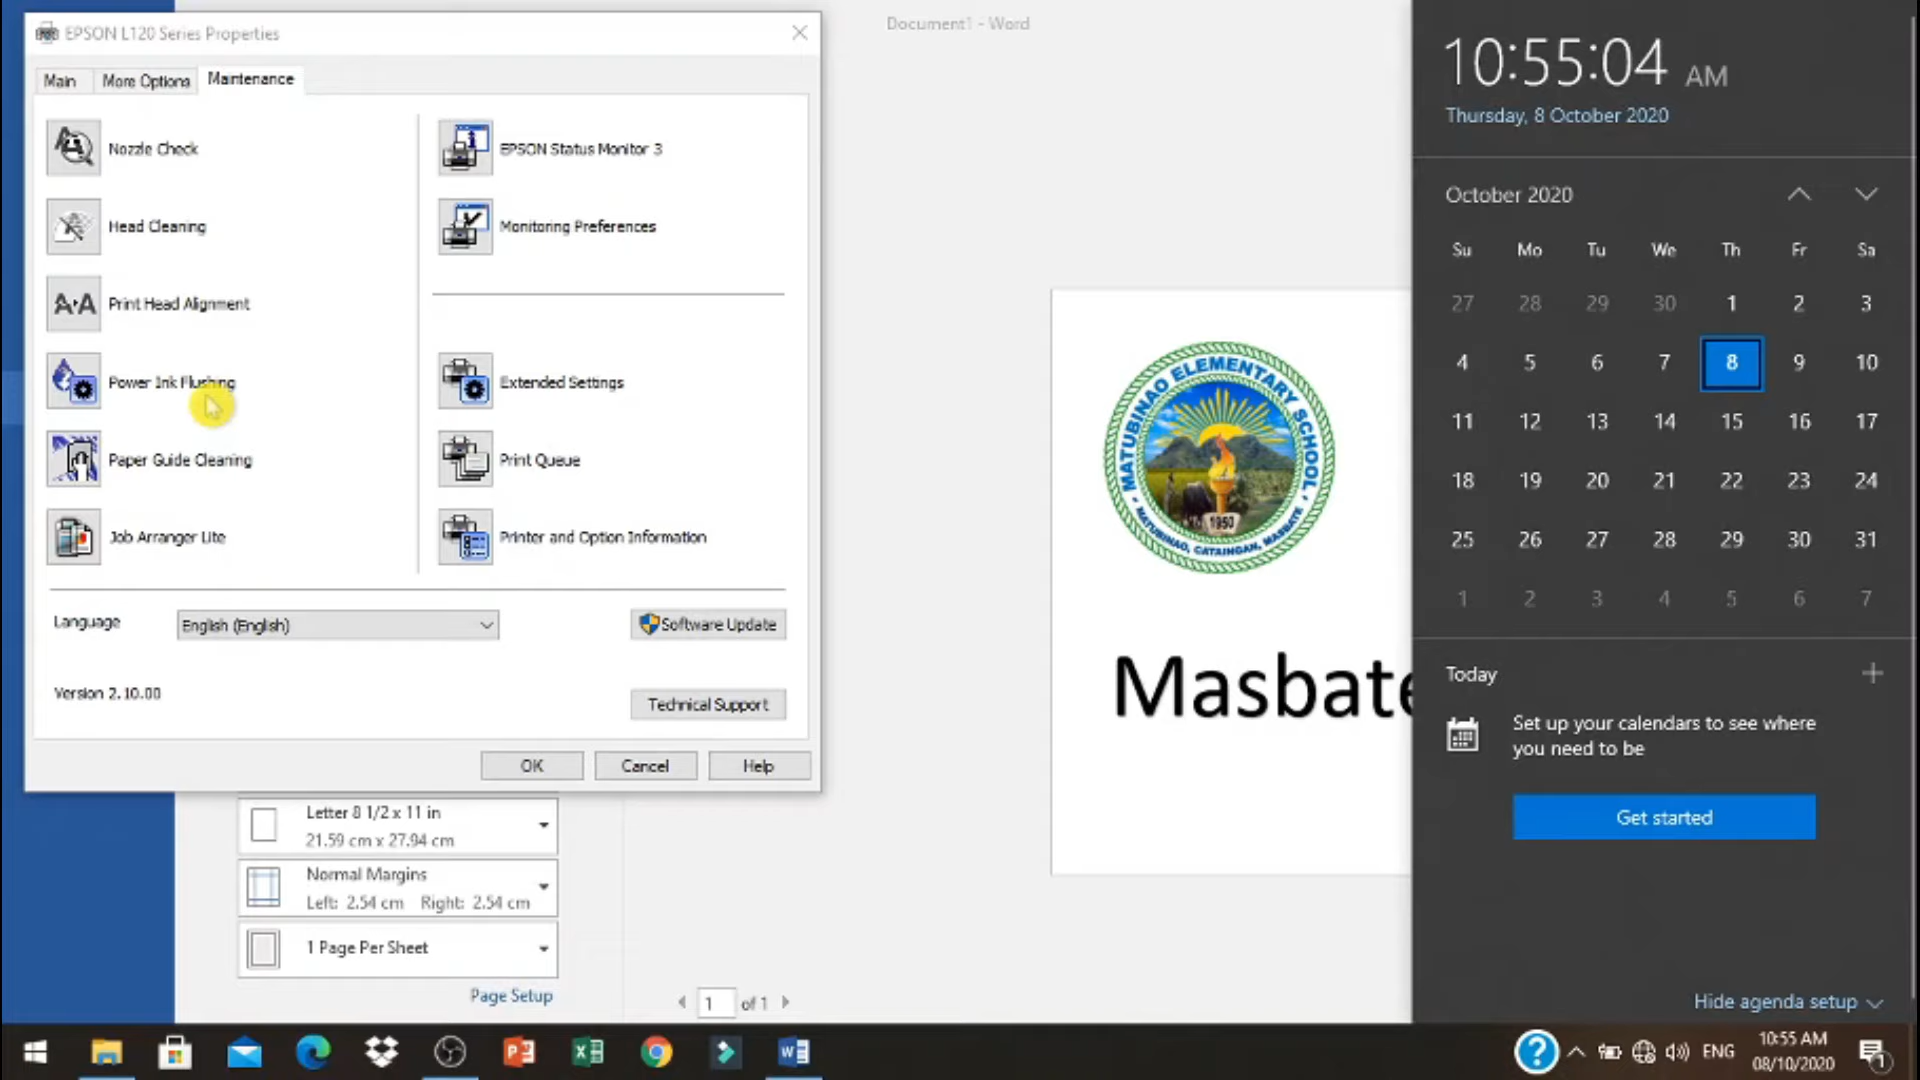 EPSON L120 Series Properties
Main
More Options
Maintenance
Nozzle Check
Head Cleaning
Print Head Alignment
Power Ink Flushing
Paper Guide Cleaning
Job Arranger Lite
EPSON Status Monitor 3
Monitoring Preferences
Extended Settings
Print Queue
Printer and Option Information
Language
English (English)
Software Update
Version 2.10.00
Technical Support
OK
Cancel
Help
Letter 8 1/2 x 11 in
21.59 cm x 27.94 cm
Normal Margins
Left: 2.54 cm Right: 2.54 cm
1 Page Per Sheet
Page Setup
1 of 1
Document1 - Word
MATUBINAO ELEMENTARY SCHOOL
1950
MATUBINAO, CATAINGAN, MASBATE
Masbate
10:55:04 AM
Thursday, 8 October 2020
October 2020
Su Mo Tu We Th Fr Sa
27 28 29 30 1 2 3
4 5 6 7 8 9 10
11 12 13 14 15 16 17
18 19 20 21 22 23 24
25 26 27 28 29 30 31
1 2 3 4 5 6 7
Today
Set up your calendars to see where
you need to be
Get started
Hide agenda setup
ENG
10:55 AM
08/10/2020
1